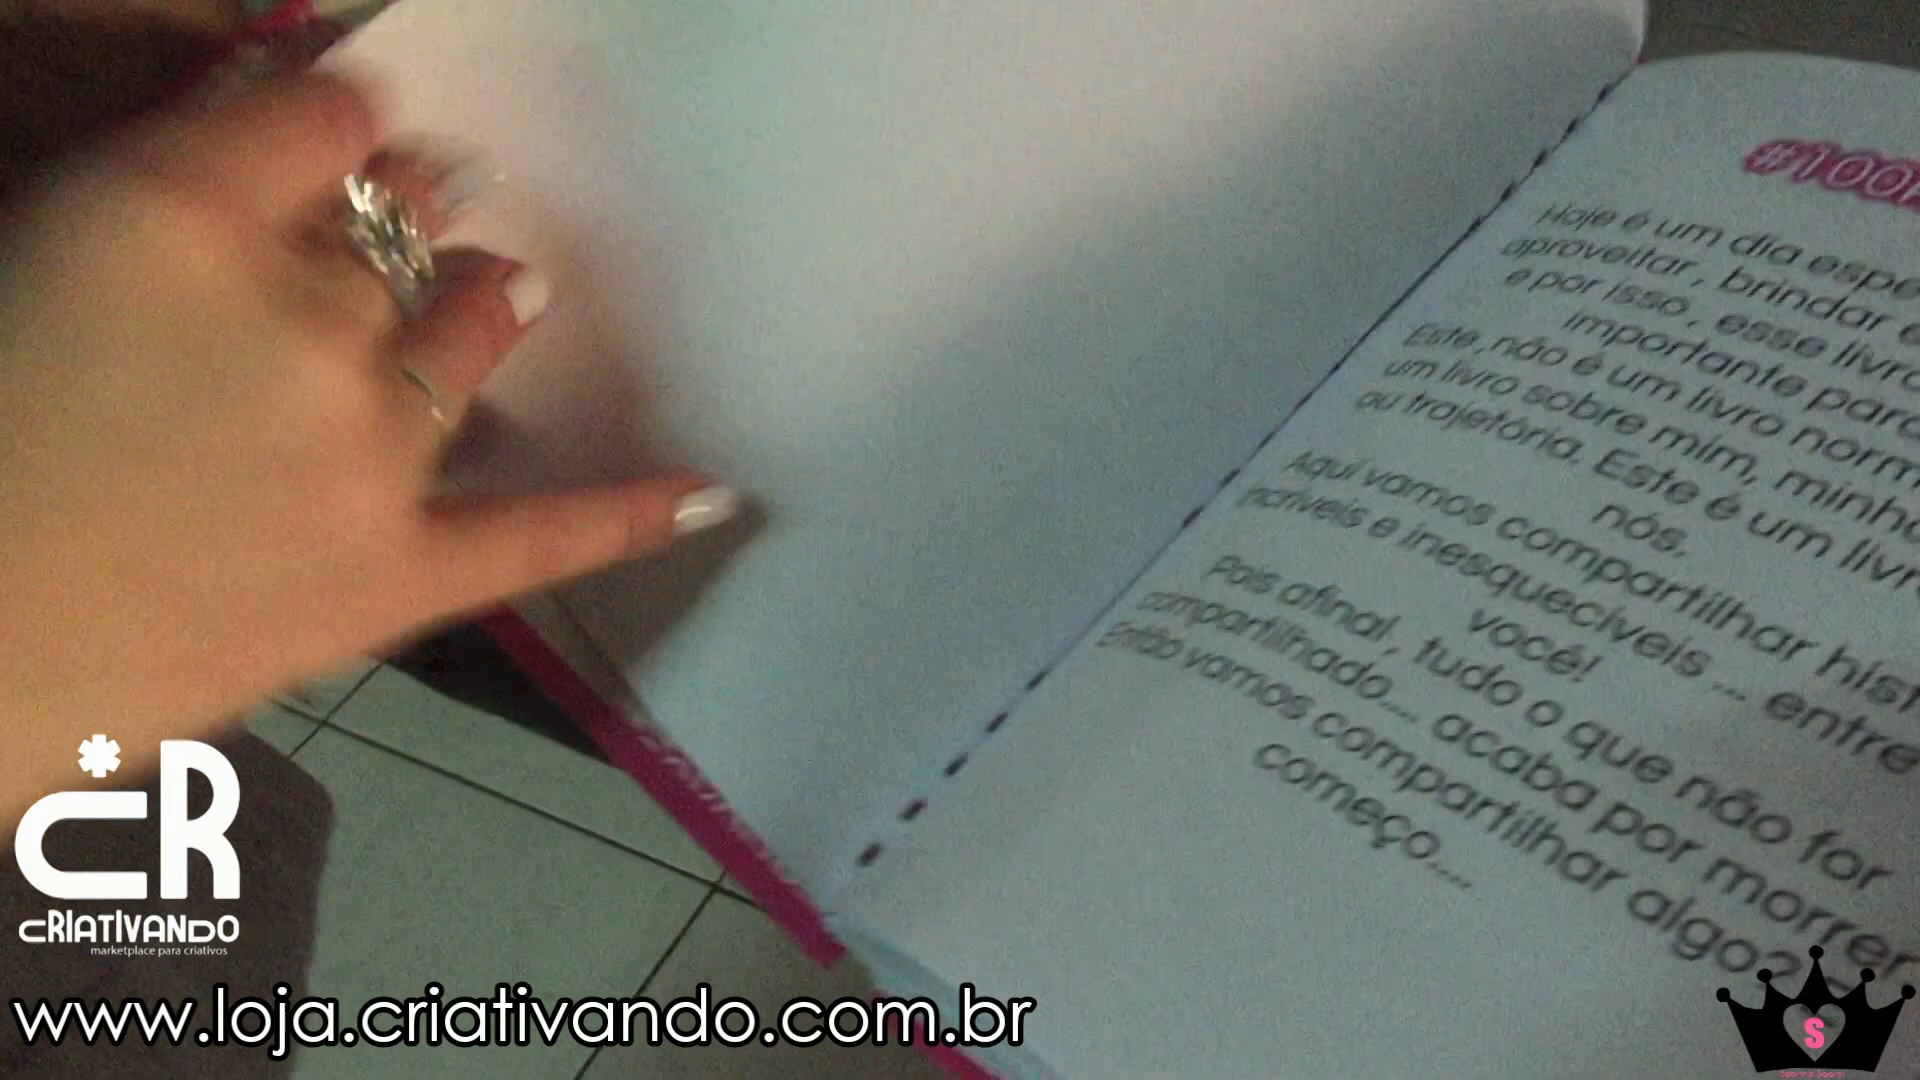 #100
Hoje é um dia espe
aproveitar, brindar e
e por isso, esse livro
importante para
Este, não é um livro norm
um livro sobre mim, minha
ou trajetória. Este é um livr
nós.
Aqui vamos compartilhar hist
incríveis e inesquecíveis ... entre
você!
Pois afinal, tudo o que não for
compartilhado.... acaba por morrer.
Então vamos compartilhar algo?
começo....
CR
CRIATIVANDO
marketplace para criativos
www.loja.criativando.com.br
S